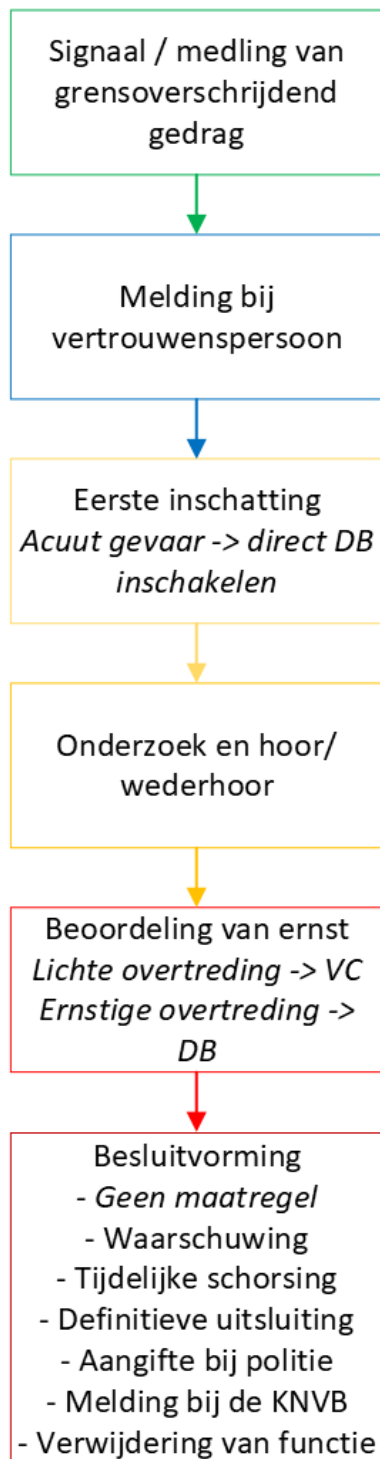 Signaal / medling van
grensoverschrijdend
gedrag
Melding bij
vertrouwenspersoon
Eerste inschatting
Acuut gevaar -> direct DB
inschakelen
Onderzoek en hoor/
wederhoor
Beoordeling van ernst
Lichte overtreding -> VC
Ernstige overtreding ->
DB
Besluitvorming
- Geen maatregel
- Waarschuwing
- Tijdelijke schorsing
- Definitieve uitsluiting
- Aangifte bij politie
- Melding bij de KNVB
- Verwijdering van functie